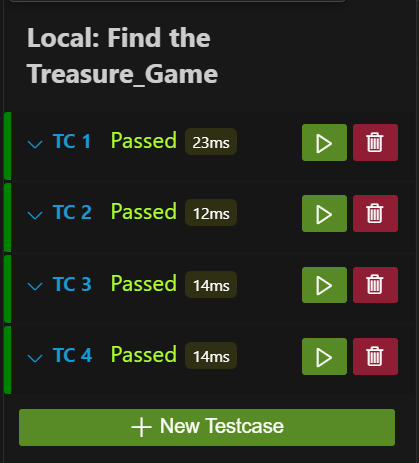 Local: Find the
Treasure_Game
TC 1 Passed 23ms
TC 2 Passed 12ms
TC 3 Passed 14ms
TC 4 Passed 14ms
New Testcase